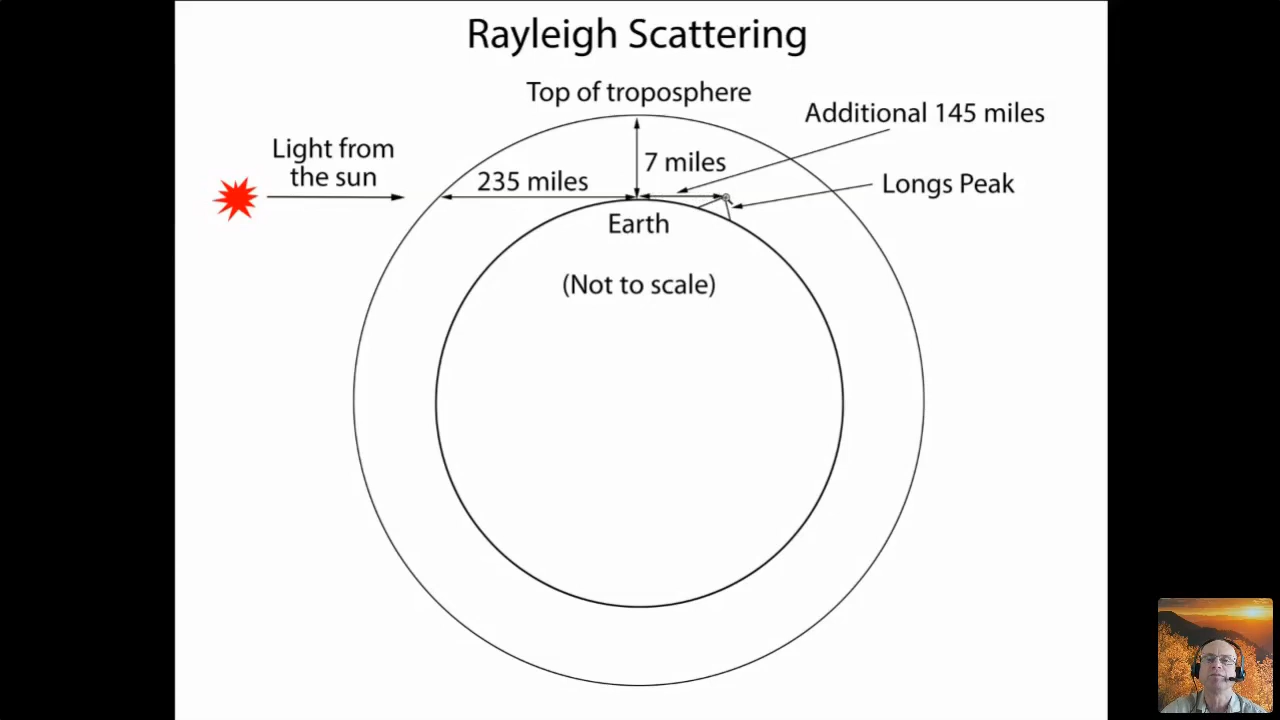 Rayleigh Scattering
Top of troposphere
Additional 145 miles
Light from
the sun
7 miles
235 miles
Longs Peak
Earth
(Not to scale)